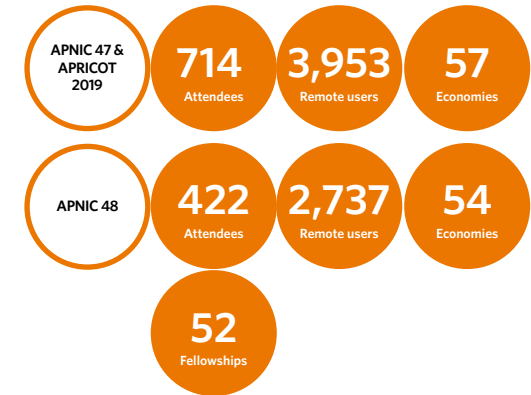 APNIC 47 &
APRICOT
2019
714
Attendees
3,953
Remote users
57
Economies
APNIC 48
422
Attendees
2,737
Remote users
54
Economies
52
Fellowships